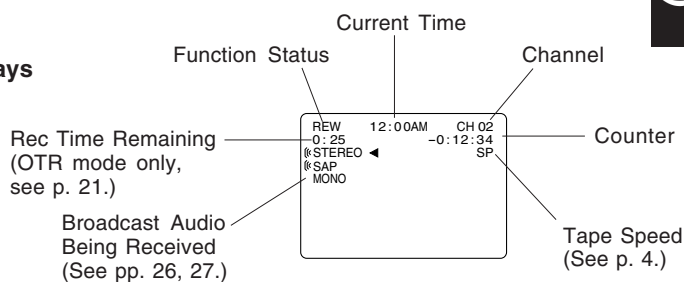 Current Time
Function Status
Channel
ays
REW 12:00AM CH 02
0:25 -0:12:34
STEREO ◄ SP
SAP
MONO
Rec Time Remaining
(OTR mode only,
see p. 21.)
Counter
Broadcast Audio
Being Received
(See pp. 26, 27.)
Tape Speed
(See p. 4.)